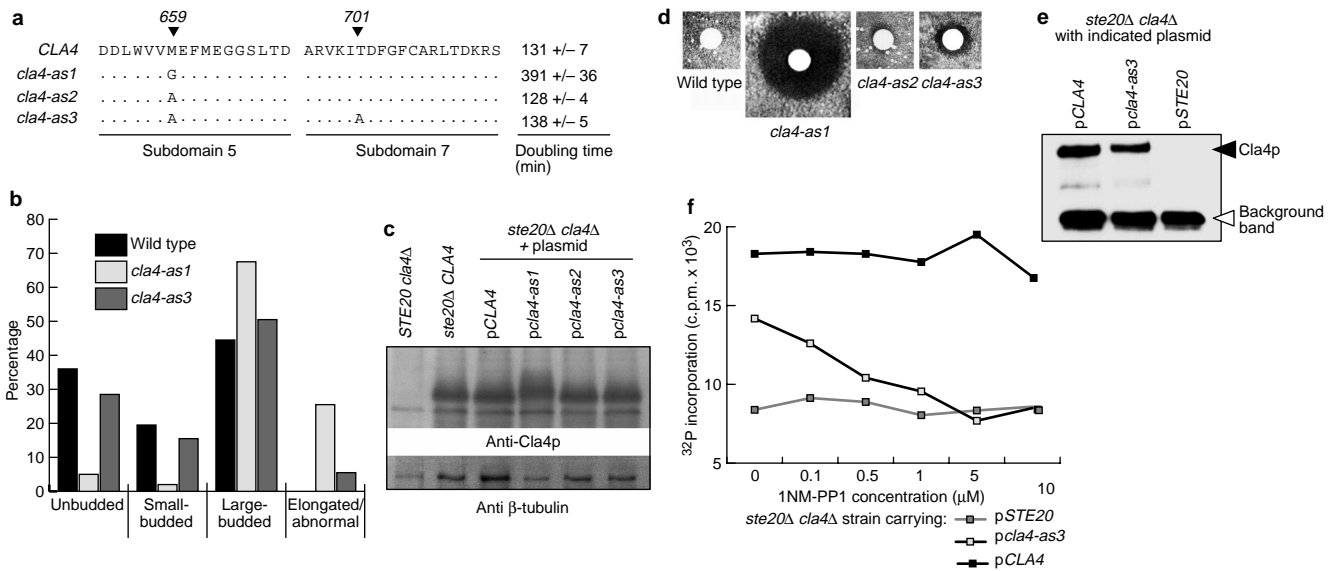 a
659
701
CLA4 DDLWVVMEFMEGGSLTD ARVKITDFGFCARLTDKRS 131 +/– 7
cla4-as1 ......G.......... ................... 391 +/– 36
cla4-as2 ......A.......... ................... 128 +/– 4
cla4-as3 ......A.......... .....A............. 138 +/– 5
Subdomain 5
Subdomain 7
Doubling time
(min)
b
80
70
60
50
40
30
20
10
0
Percentage
Wild type
cla4-as1
cla4-as3
Unbudded
Small-
budded
Large-
budded
Elongated/
abnormal
c
ste20Δ cla4Δ
+ plasmid
STE20 cla4Δ
ste20Δ CLA4
pCLA4
pcla4-as1
pcla4-as2
pcla4-as3
Anti-Cla4p
Anti β-tubulin
d
Wild type
cla4-as1
cla4-as2
cla4-as3
e
ste20Δ cla4Δ
with indicated plasmid
pCLA4
pcla4-as3
pSTE20
Cla4p
Background
band
f
20
15
10
5
32P incorporation (c.p.m. x 10³)
0 0.1 0.5 1 5 10
1NM-PP1 concentration (μM)
ste20Δ cla4Δ strain carrying:
pSTE20
pcla4-as3
pCLA4